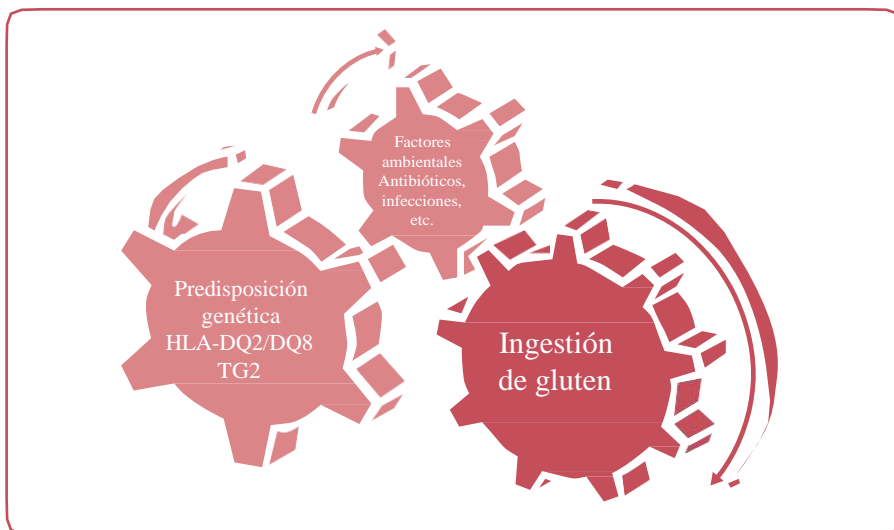 Factores
ambientales
Antibióticos,
infecciones,
etc.
Predisposición
genética
HLA-DQ2/DQ8
TG2
Ingestión
de gluten